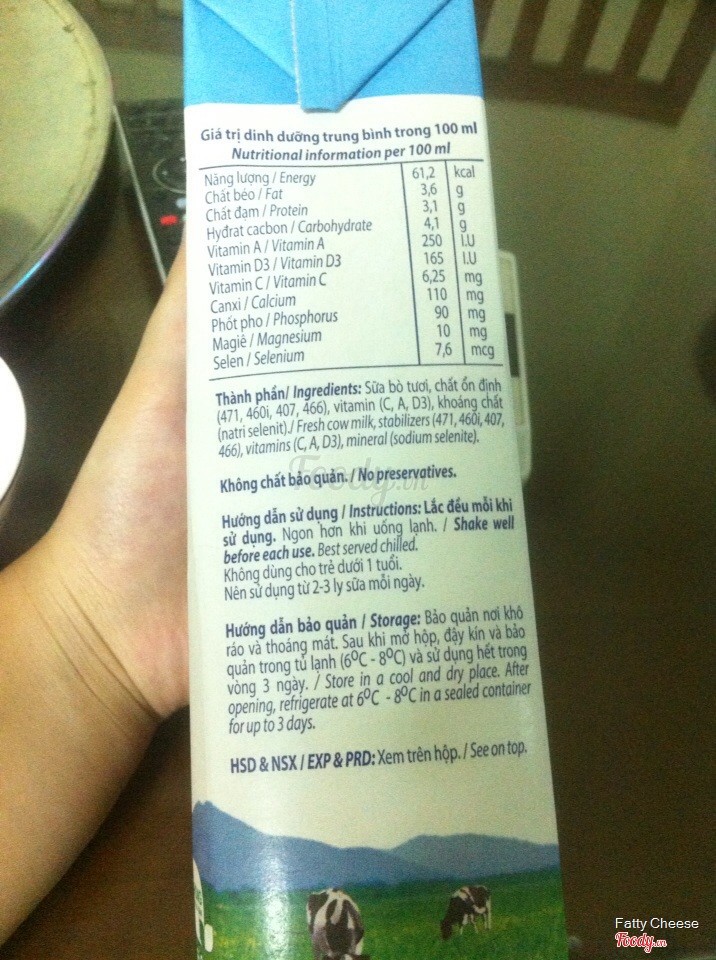 Giá trị dinh dưỡng trung bình trong 100 ml
Nutritional information per 100 ml
Năng lượng / Energy 61,2 kcal
Chất béo / Fat 3,6 g
Chất đạm / Protein 3,1 g
Hyđrat cacbon / Carbohydrate 4,1 g
Vitamin A / Vitamin A 250 I.U
Vitamin D3 / Vitamin D3 165 I.U
Vitamin C / Vitamin C 6,25 mg
Canxi / Calcium 110 mg
Phốt pho / Phosphorus 90 mg
Magiê / Magnesium 10 mg
Selen / Selenium 7,6 mcg
Thành phần/ Ingredients: Sữa bò tươi, chất ổn định
(471, 460i, 407, 466), vitamin (C, A, D3), khoáng chất
(natri selenit)./ Fresh cow milk, stabilizers (471, 460i, 407,
466), vitamins (C, A, D3), mineral (sodium selenite).
Không chất bảo quản. / No preservatives.
Hướng dẫn sử dụng / Instructions: Lắc đều mỗi khi
sử dụng. Ngon hơn khi uống lạnh. / Shake well
before each use. Best served chilled.
Không dùng cho trẻ dưới 1 tuổi.
Nên sử dụng từ 2-3 ly sữa mỗi ngày.
Hướng dẫn bảo quản / Storage: Bảo quản nơi khô
ráo và thoáng mát. Sau khi mở hộp, đậy kín và bảo
quản trong tủ lạnh (6ºC - 8ºC) và sử dụng hết trong
vòng 3 ngày. / Store in a cool and dry place. After
opening, refrigerate at 6ºC - 8ºC in a sealed container
for up to 3 days.
HSD & NSX / EXP & PRD: Xem trên hộp. / See on top.
Foody.vn
Fatty Cheese
Foody.vn